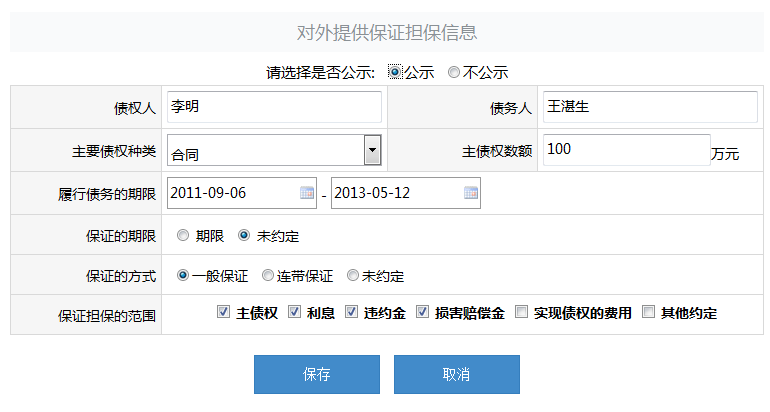 对外提供保证担保信息
请选择是否公示: 公示 不公示
债权人 李明 债务人 王湛生
主要债权种类 合同 主债权数额 100 万元
履行债务的期限 2011-09-06 - 2013-05-12
保证的期限 期限 未约定
保证的方式 一般保证 连带保证 未约定
保证担保的范围 主债权 利息 违约金 损害赔偿金 实现债权的费用 其他约定
保存 取消